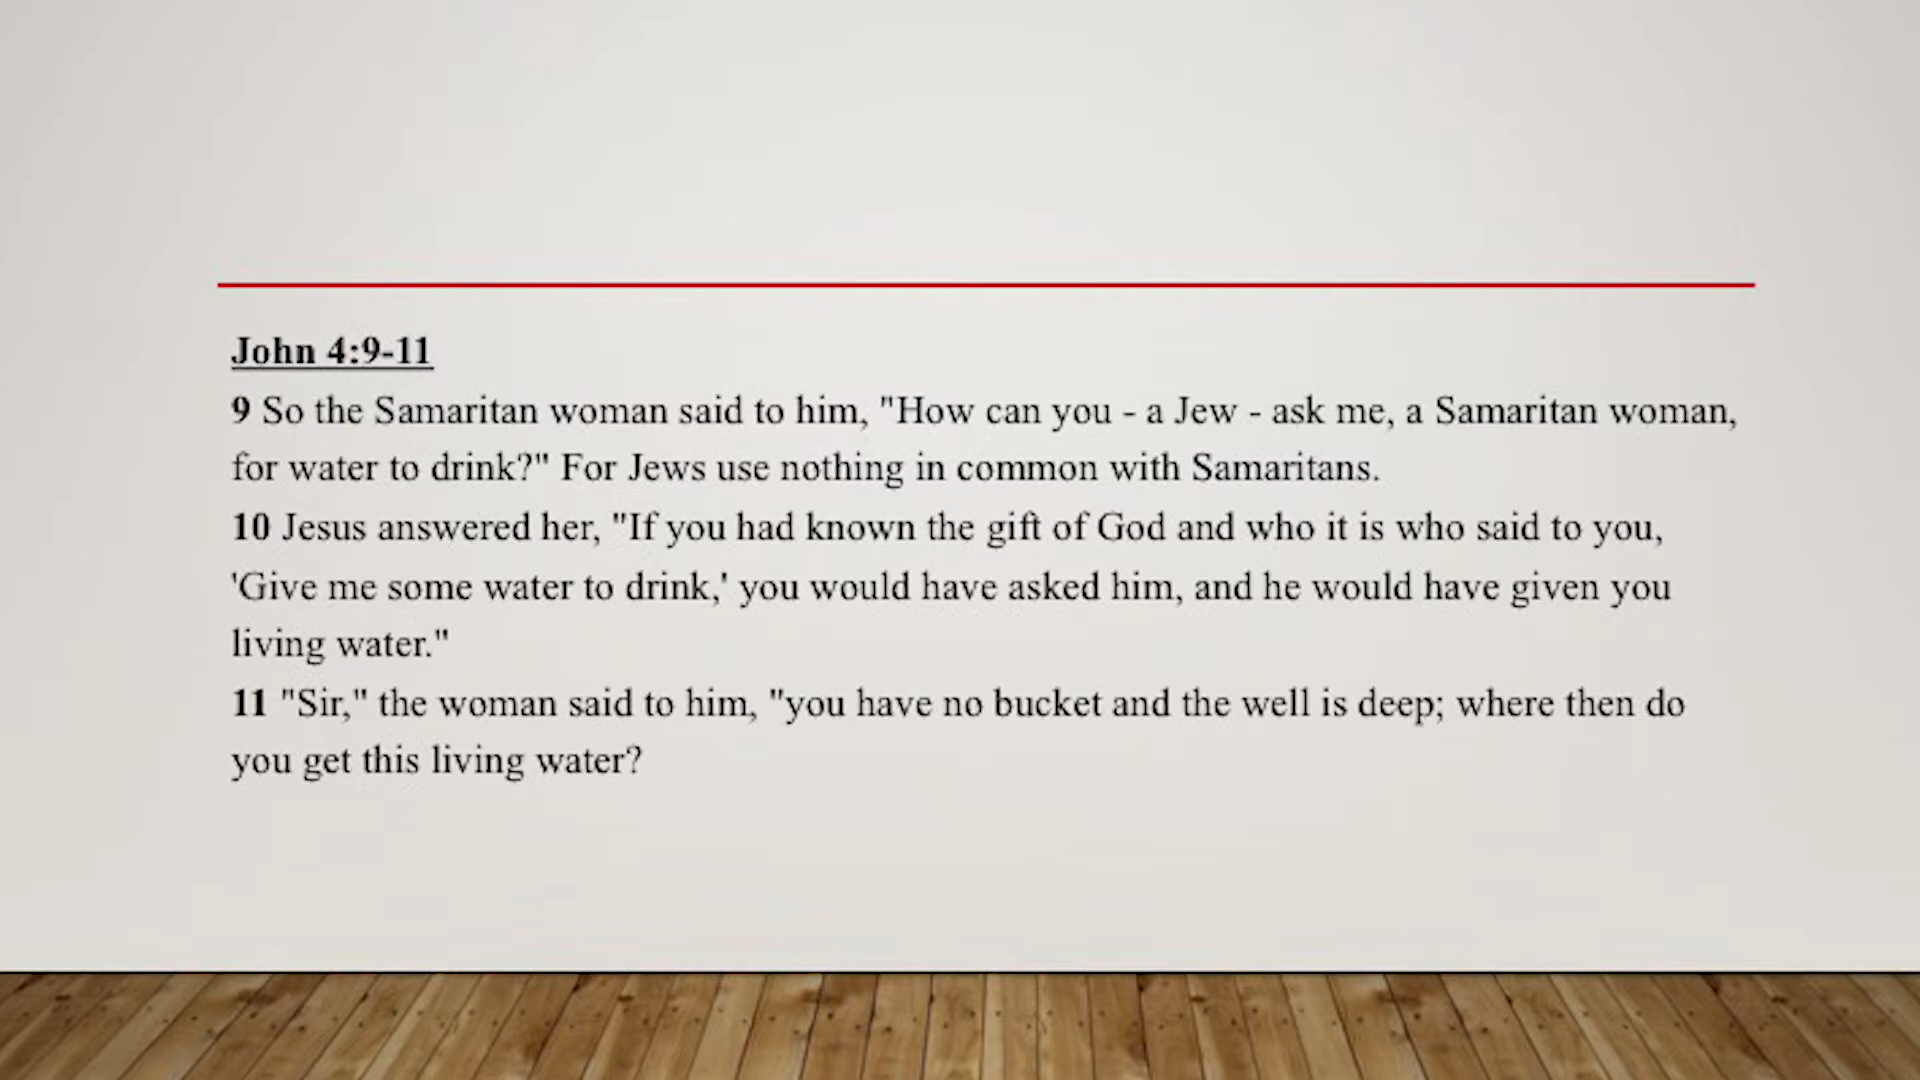 John 4:9-11
9 So the Samaritan woman said to him, "How can you - a Jew - ask me, a Samaritan woman,
for water to drink?" For Jews use nothing in common with Samaritans.
10 Jesus answered her, "If you had known the gift of God and who it is who said to you,
'Give me some water to drink,' you would have asked him, and he would have given you
living water."
11 "Sir," the woman said to him, "you have no bucket and the well is deep; where then do
you get this living water?